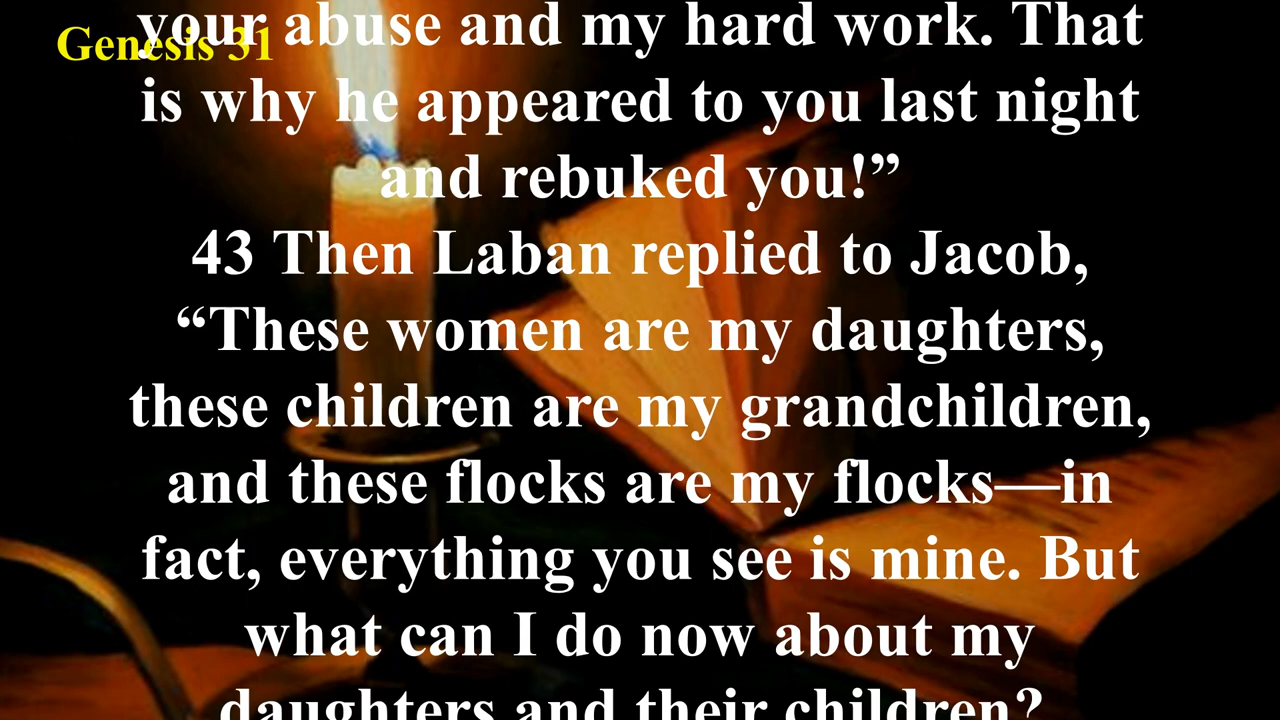 Genesis 31
your abuse and my hard work. That
is why he appeared to you last night
and rebuked you!”
43 Then Laban replied to Jacob,
“These women are my daughters,
these children are my grandchildren,
and these flocks are my flocks—in
fact, everything you see is mine. But
what can I do now about my
daughters and their children?